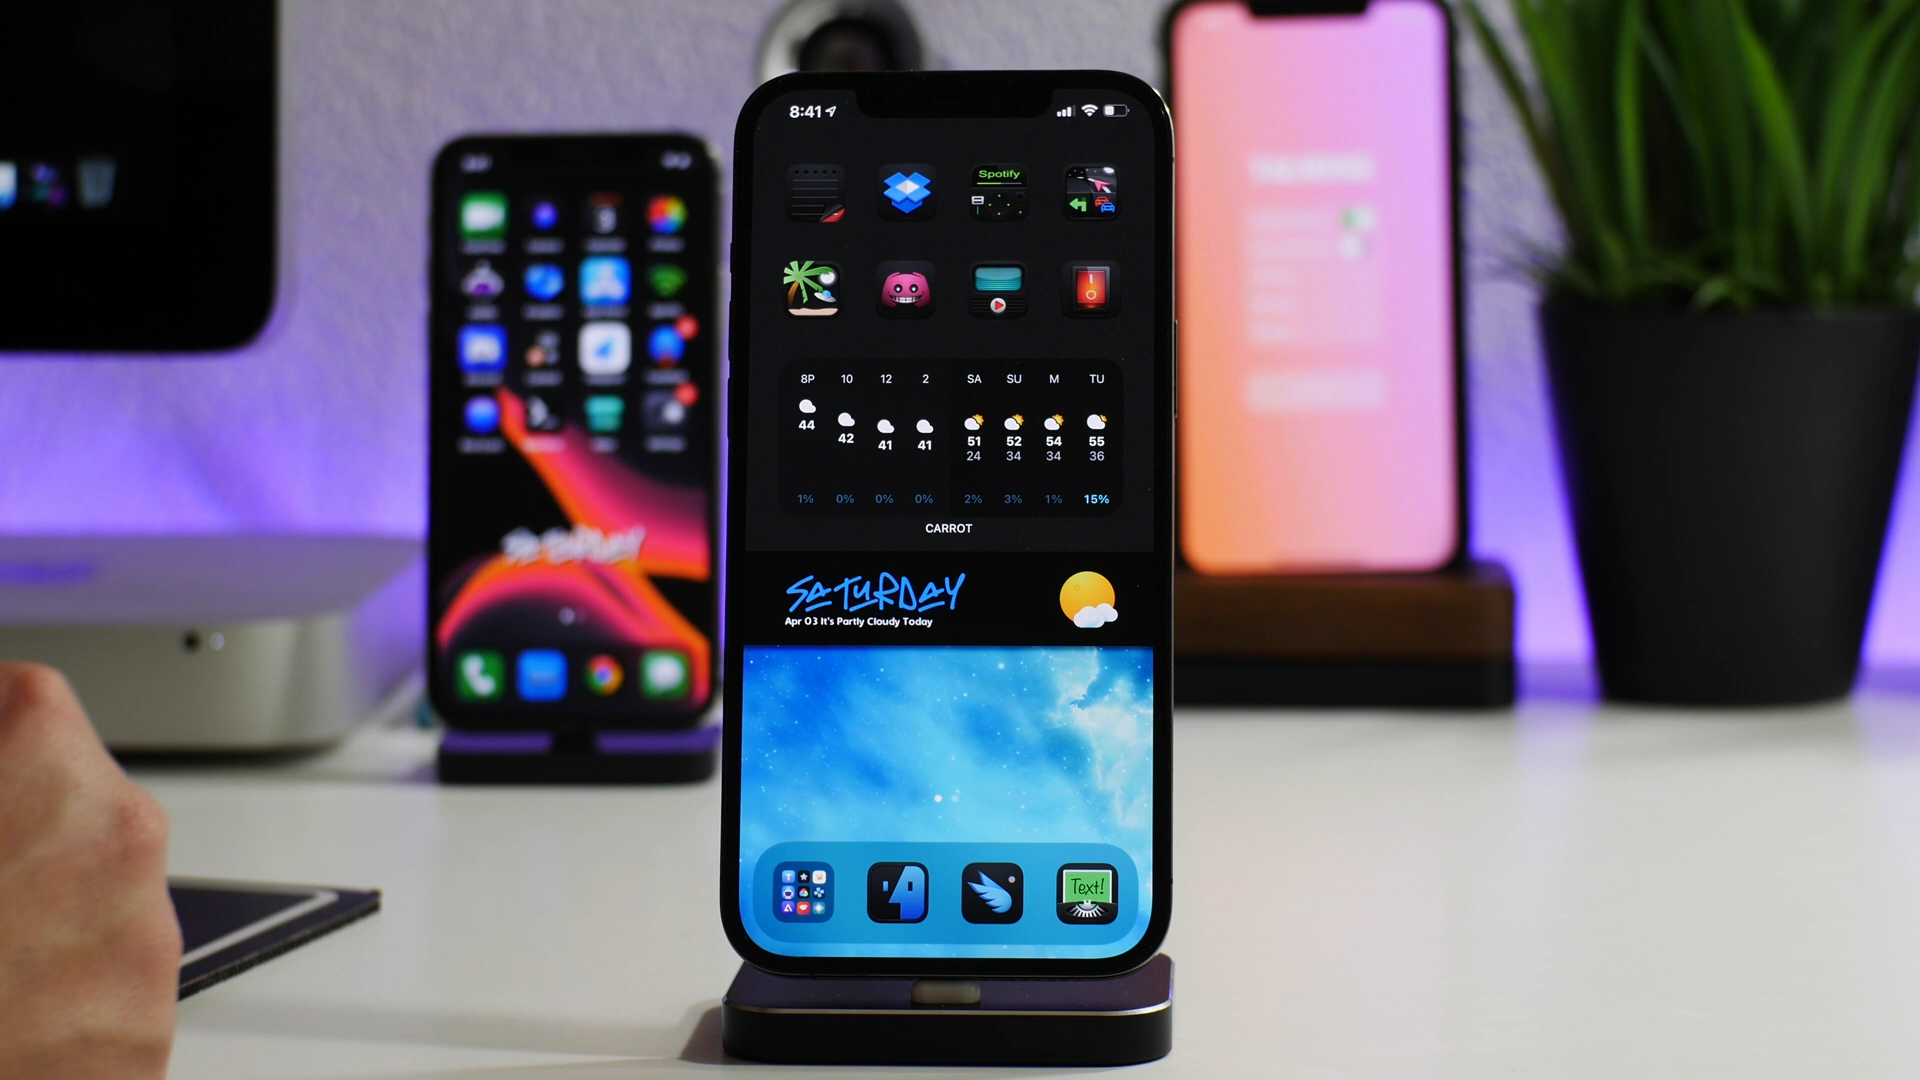 8:41
Spotify
8P 10 12 2 SA SU M TU
44 42 41 41 51 52 54 55
24 34 34 36
1% 0% 0% 0% 2% 3% 1% 15%
CARROT
SATURDAY
Apr 03 It's Partly Cloudy Today
Text!
SATURDAY